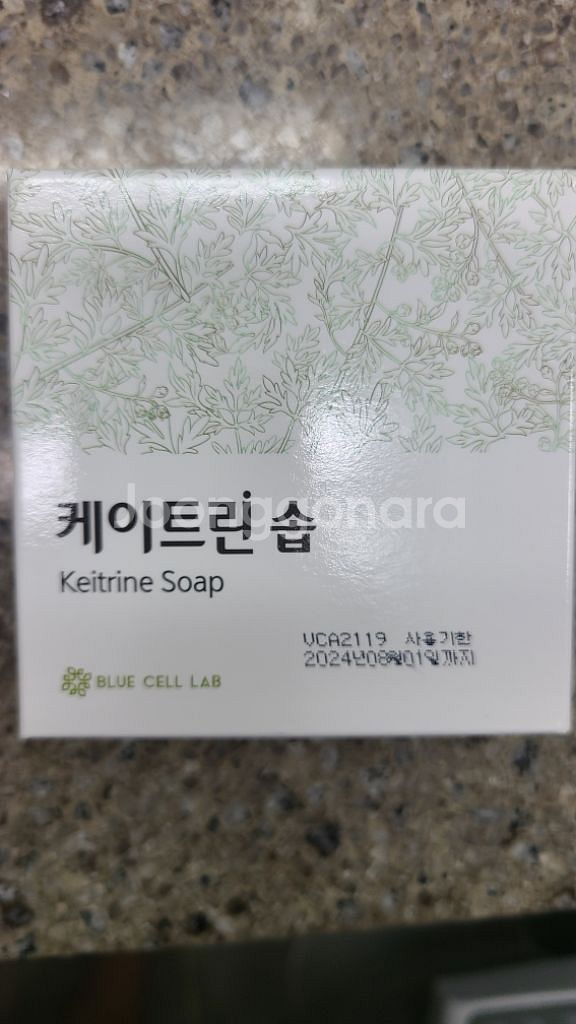 joonggonara
케이트린 솝
Keitrine Soap
VCA2119 사용기한
2024년08월01일까지
BLUE CELL LAB